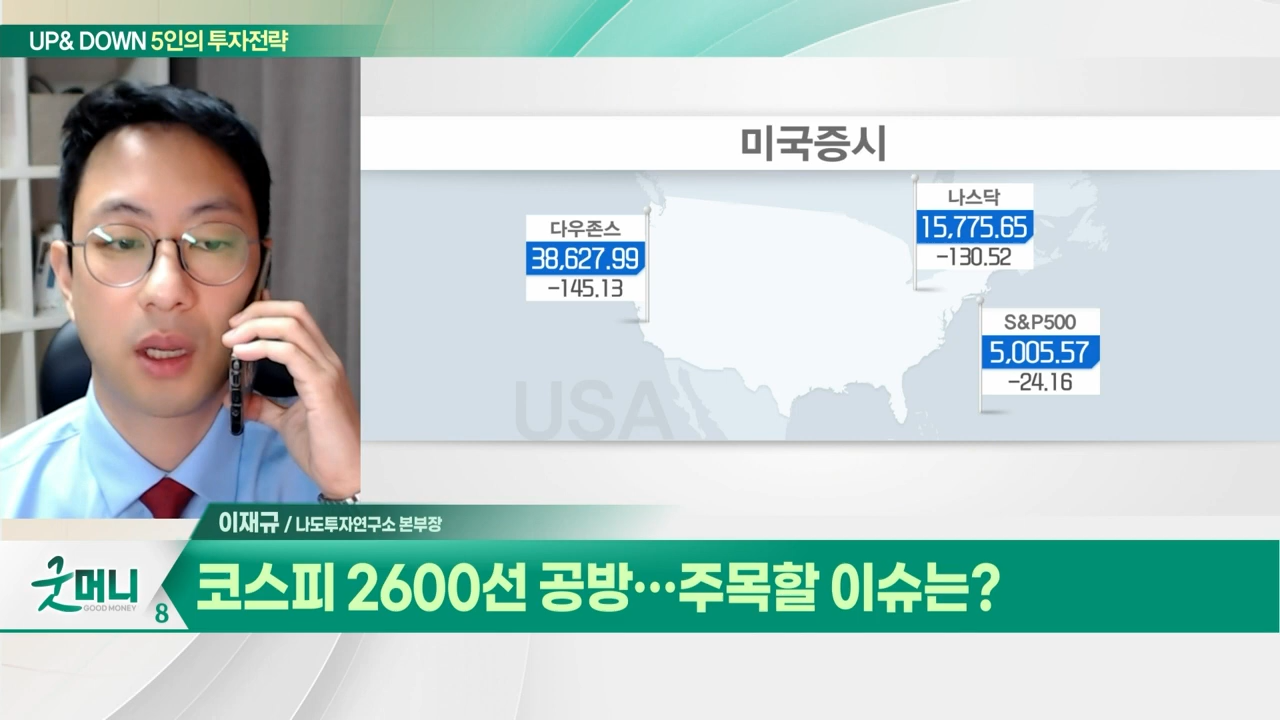 UP& DOWN 5인의 투자전략
미국증시
나스닥
15,775.65
-130.52
다우존스
38,627.99
-145.13
S&P500
5,005.57
-24.16
USA
이재규 / 나도투자연구소 본부장
굿머니
GOOD MONEY
8
코스피 2600선 공방…주목할 이슈는?